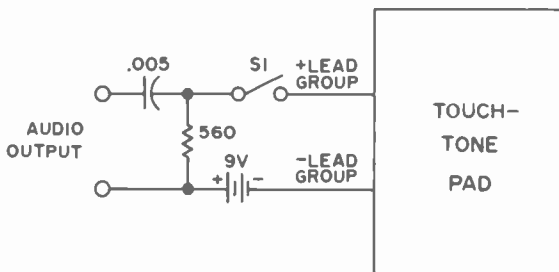 .005
S1
+LEAD
GROUP
AUDIO
OUTPUT
560
9V
+
-
-LEAD
GROUP
TOUCH-
TONE
PAD